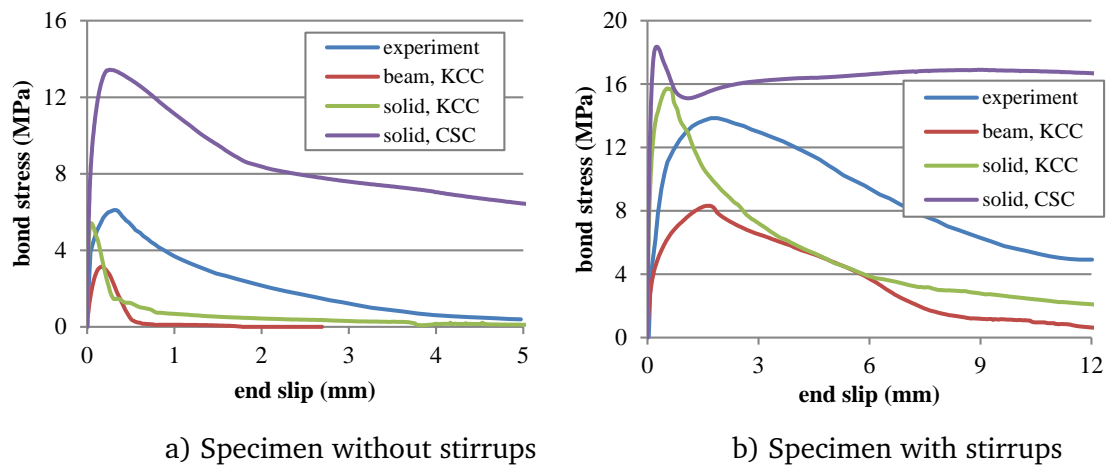 16
12
8
4
0
bond stress (MPa)
experiment
beam, KCC
solid, KCC
solid, CSC
0 1 2 3 4 5
end slip (mm)
a) Specimen without stirrups
20
16
12
8
4
0
bond stress (MPa)
experiment
beam, KCC
solid, KCC
solid, CSC
0 3 6 9 12
end slip (mm)
b) Specimen with stirrups